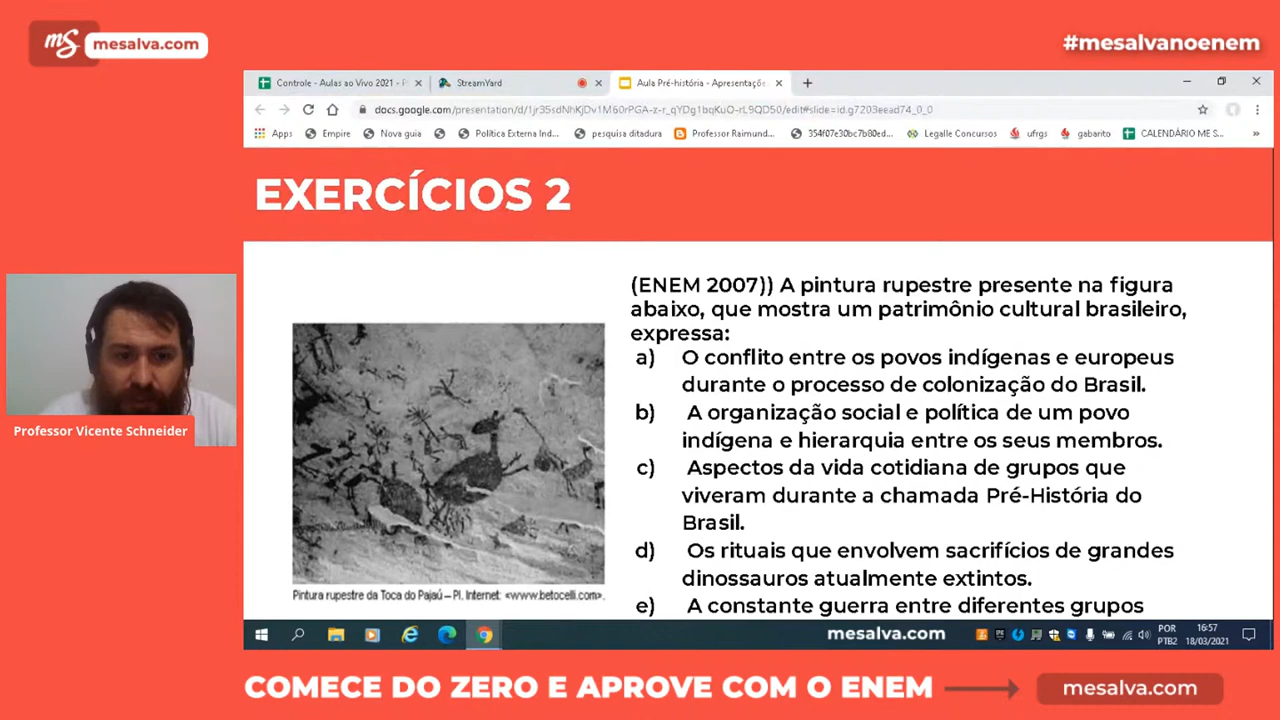 ms mesalva.com
#mesalvanoenem
Controle - Aulas ao Vivo 2021 - P
StreamYard
Aula Pré-história - Apresentaçõe
docs.google.com/presentation/d/1jr35sdNhKjDv1M60rPGA-z-r_qYDg1bqKuO-rL9QD50/edit#slide=id.g7203eead74_0_0
Apps Empire Nova guia Política Externa Ind... pesquisa ditadura Professor Raimund... 354f07e30bc7b80ed... Legalle Concursos ufrgs gabarito CALENDÁRIO ME S...
EXERCÍCIOS 2
(ENEM 2007)) A pintura rupestre presente na figura
abaixo, que mostra um patrimônio cultural brasileiro,
expressa:
a) O conflito entre os povos indígenas e europeus
durante o processo de colonização do Brasil.
b) A organização social e política de um povo
indígena e hierarquia entre os seus membros.
c) Aspectos da vida cotidiana de grupos que
viveram durante a chamada Pré-História do
Brasil.
d) Os rituais que envolvem sacrifícios de grandes
dinossauros atualmente extintos.
e) A constante guerra entre diferentes grupos
Pintura rupestre da Toca do Pajaú – PI. Internet: <www.betocelli.com>.
Professor Vicente Schneider
mesalva.com
POR
PTB2
16:57
18/03/2021
COMECE DO ZERO E APROVE COM O ENEM
mesalva.com